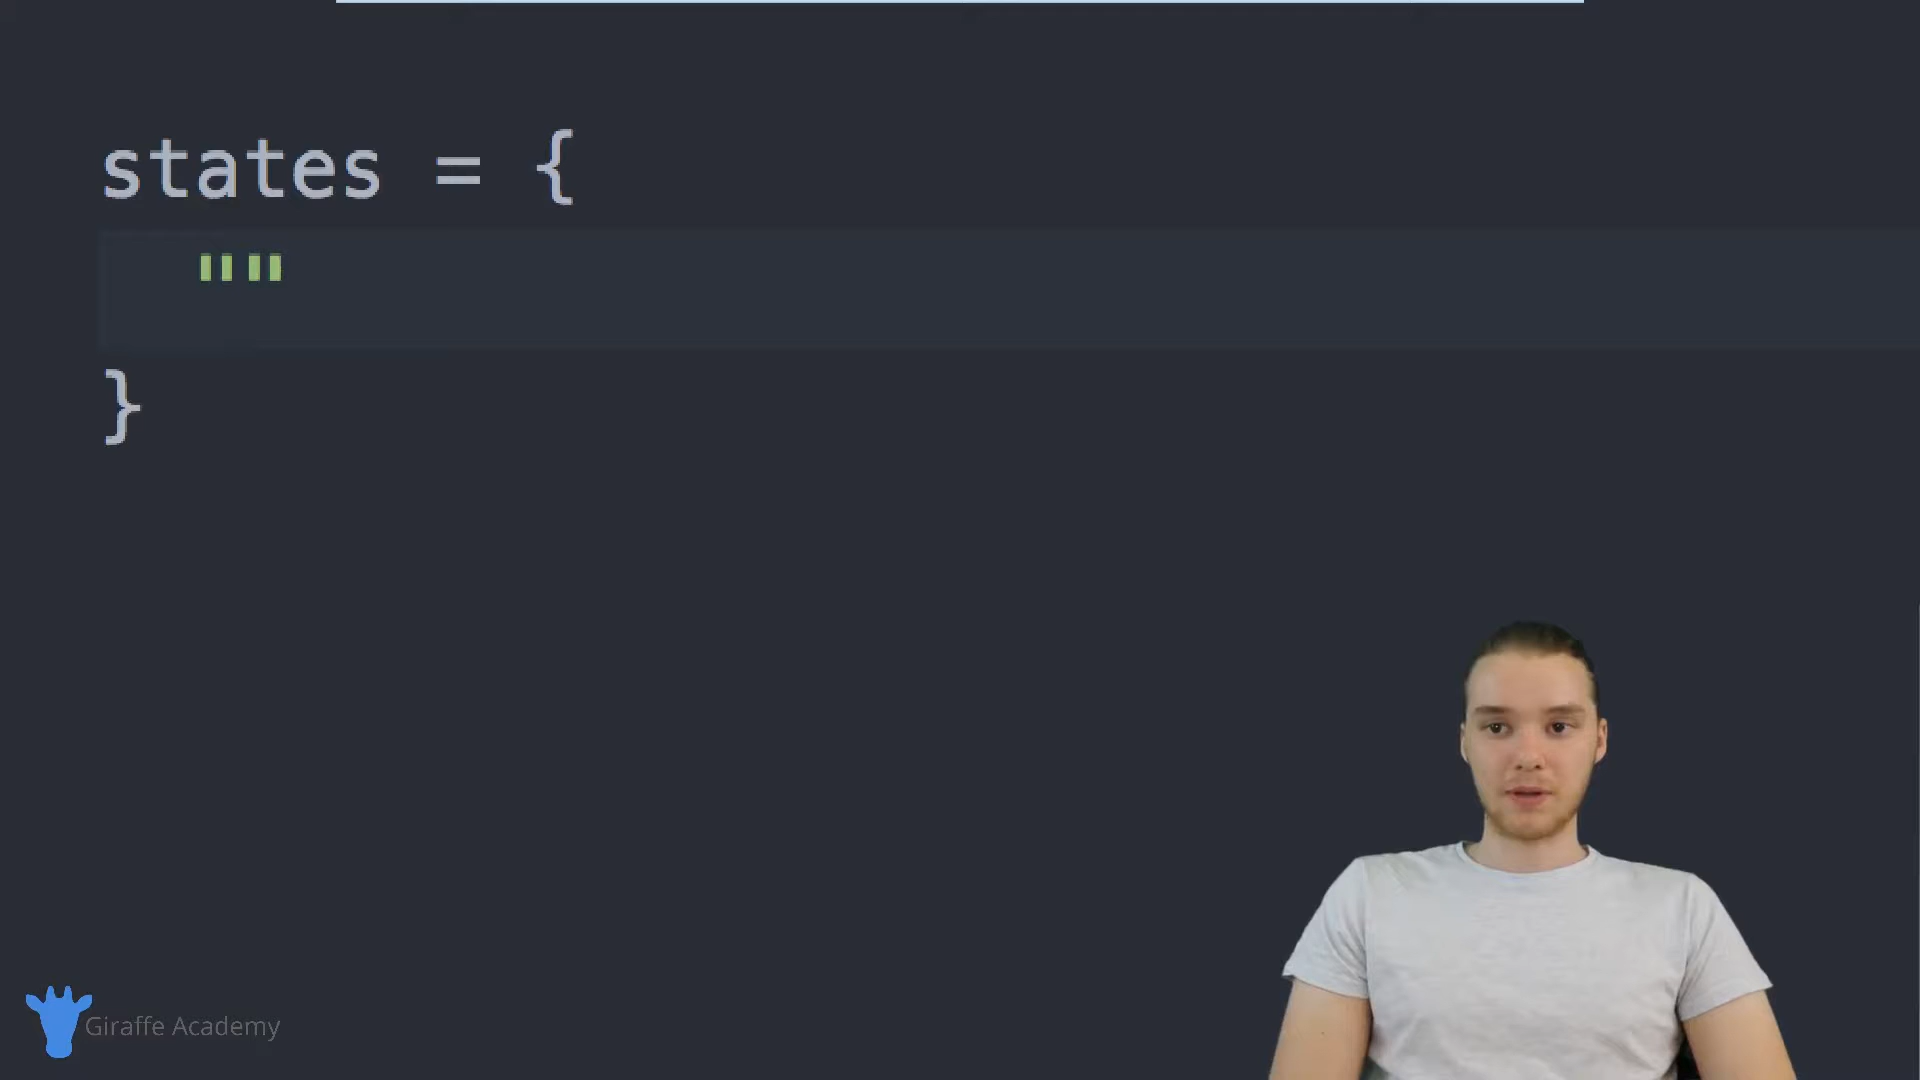 states = {
""
}
Giraffe Academy